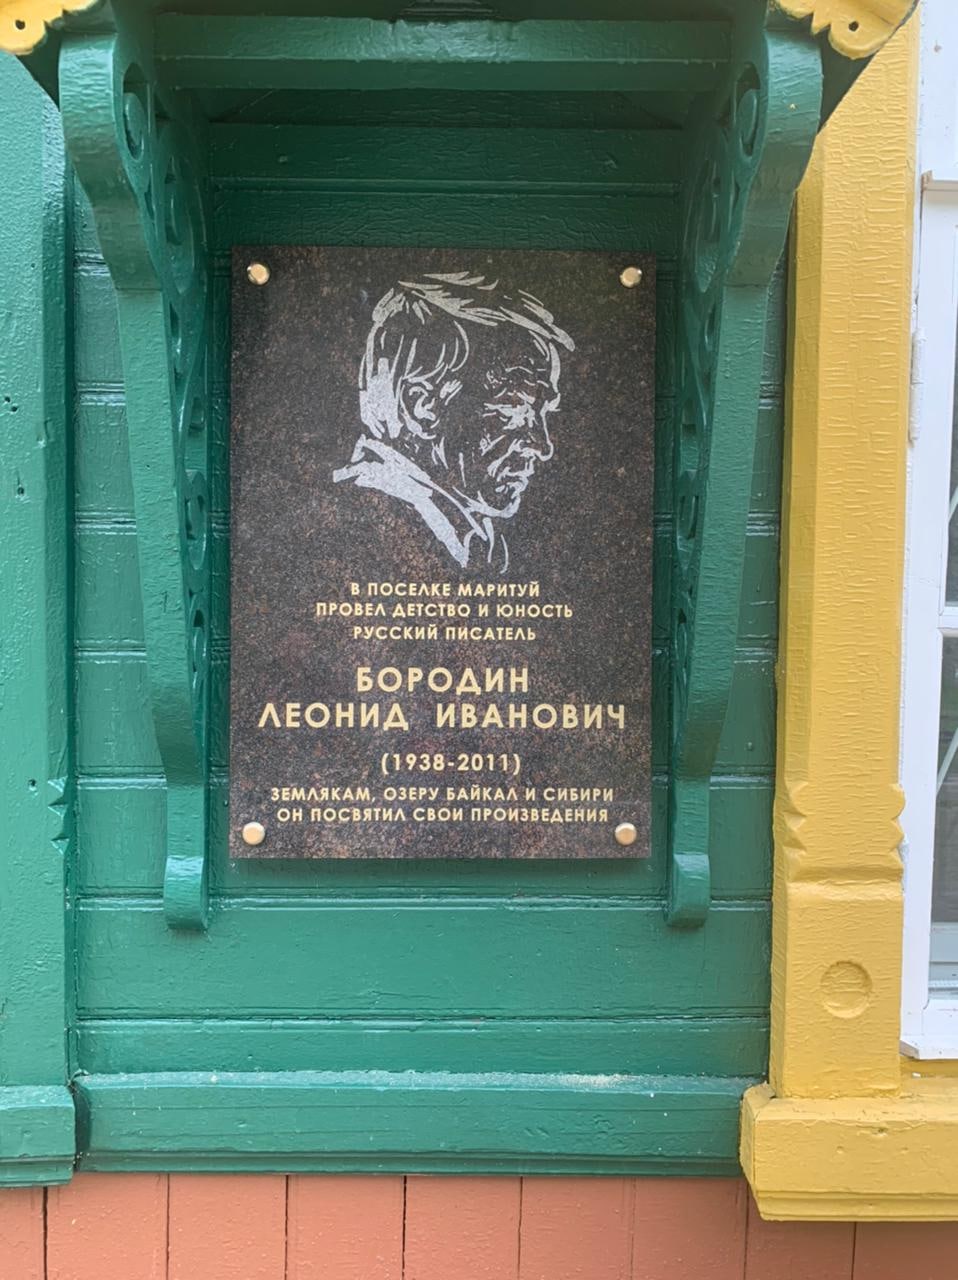 В ПОСЕЛКЕ МАРИТУЙ
ПРОВЕЛ ДЕТСТВО И ЮНОСТЬ
РУССКИЙ ПИСАТЕЛЬ
БОРОДИН
ЛЕОНИД ИВАНОВИЧ
(1938-2011)
ЗЕМЛЯКАМ, ОЗЕРУ БАЙКАЛ И СИБИРИ
ОН ПОСВЯТИЛ СВОИ ПРОИЗВЕДЕНИЯ